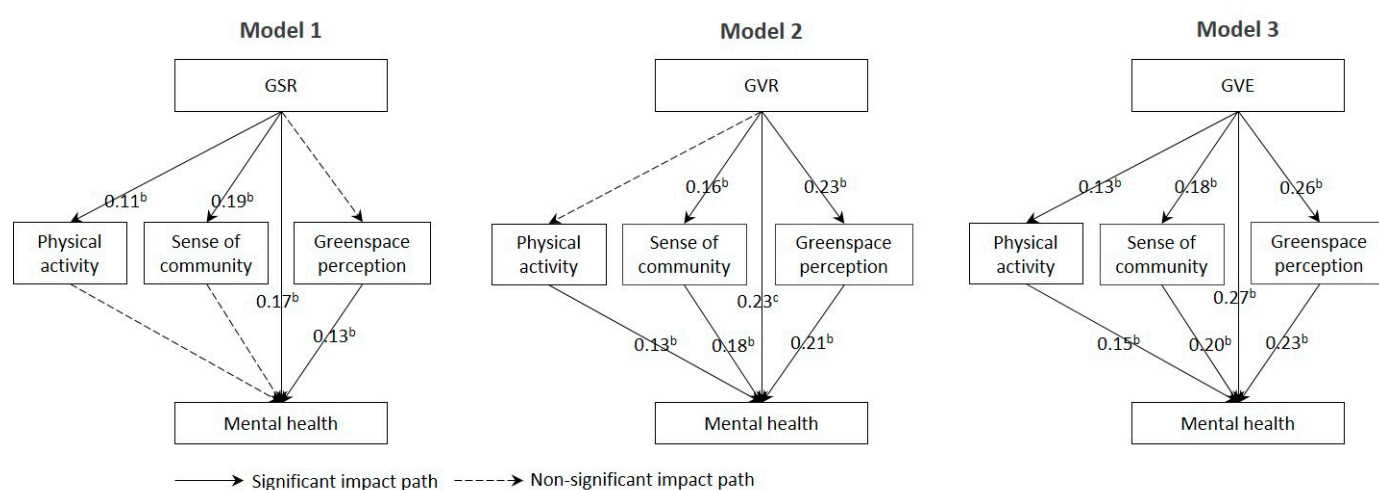 Model 1
GSR
0.11b
0.19b
Physical
activity
Sense of
community
Greenspace
perception
0.17b
0.13b
Mental health
Model 2
GVR
0.16b
0.23b
Physical
activity
Sense of
community
Greenspace
perception
0.23c
0.13b
0.18b
0.21b
Mental health
Model 3
GVE
0.13b
0.18b
0.26b
Physical
activity
Sense of
community
Greenspace
perception
0.27b
0.15b
0.20b
0.23b
Mental health
Significant impact path
Non-significant impact path